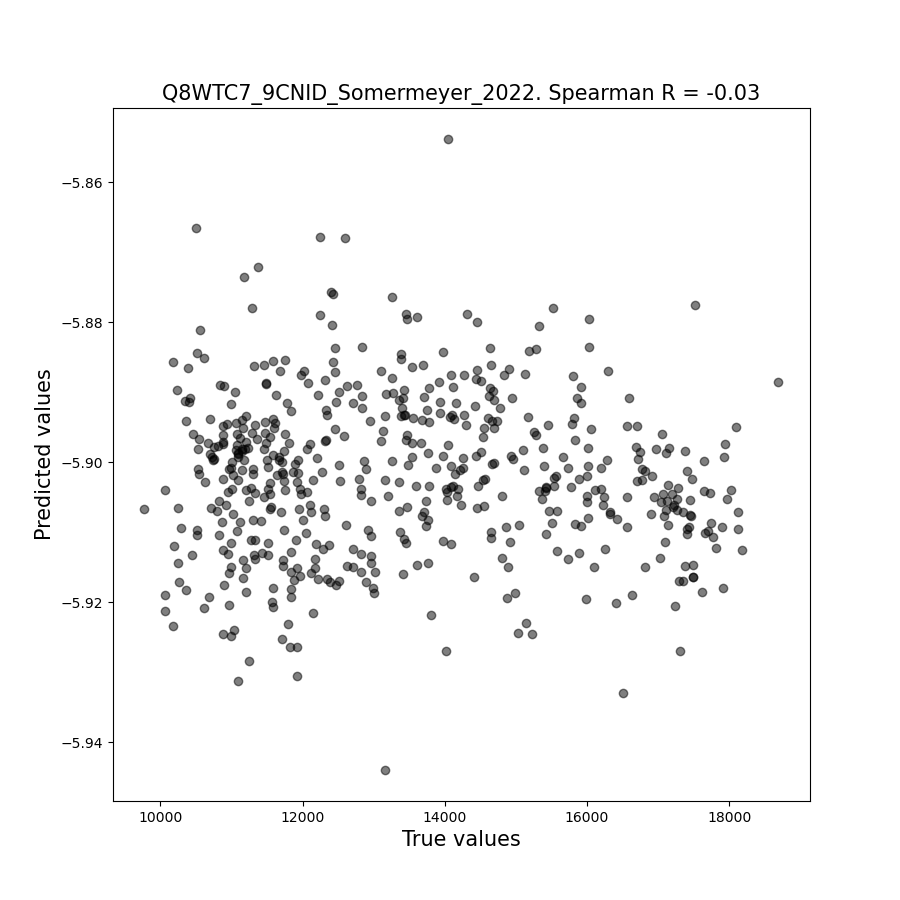 Q8WTC7_9CNID_Somermeyer_2022. Spearman R = -0.03
−5.86
−5.88
−5.90
−5.92
−5.94
Predicted values
10000 12000 14000 16000 18000
True values